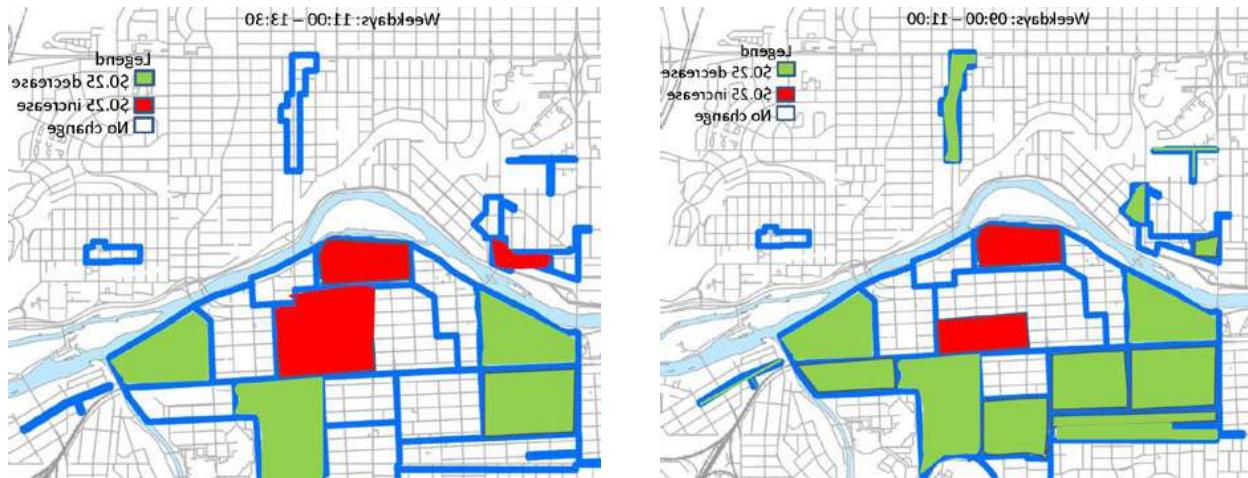 Weekdays: 11:00 – 13:30
Legend
$0.25 decrease
$0.25 increase
No change
Weekdays: 09:00 – 11:00
Legend
$0.25 decrease
$0.25 increase
No change